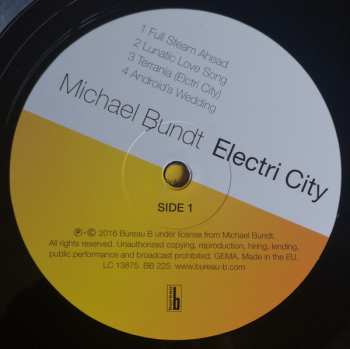 1 Full Steam Ahead
2 Lunatic Love Song
3 Terrania (Elctri City)
4 Android's Wedding
Michael Bundt Electri City
SIDE 1
℗ + © 2016 Bureau B under license from Michael Bundt.
All rights reserved. Unauthorized copying, reproduction, hiring, lending,
public performance and broadcast prohibited. GEMA. Made in the EU.
LC 13875. BB 225. www.bureau-b.com